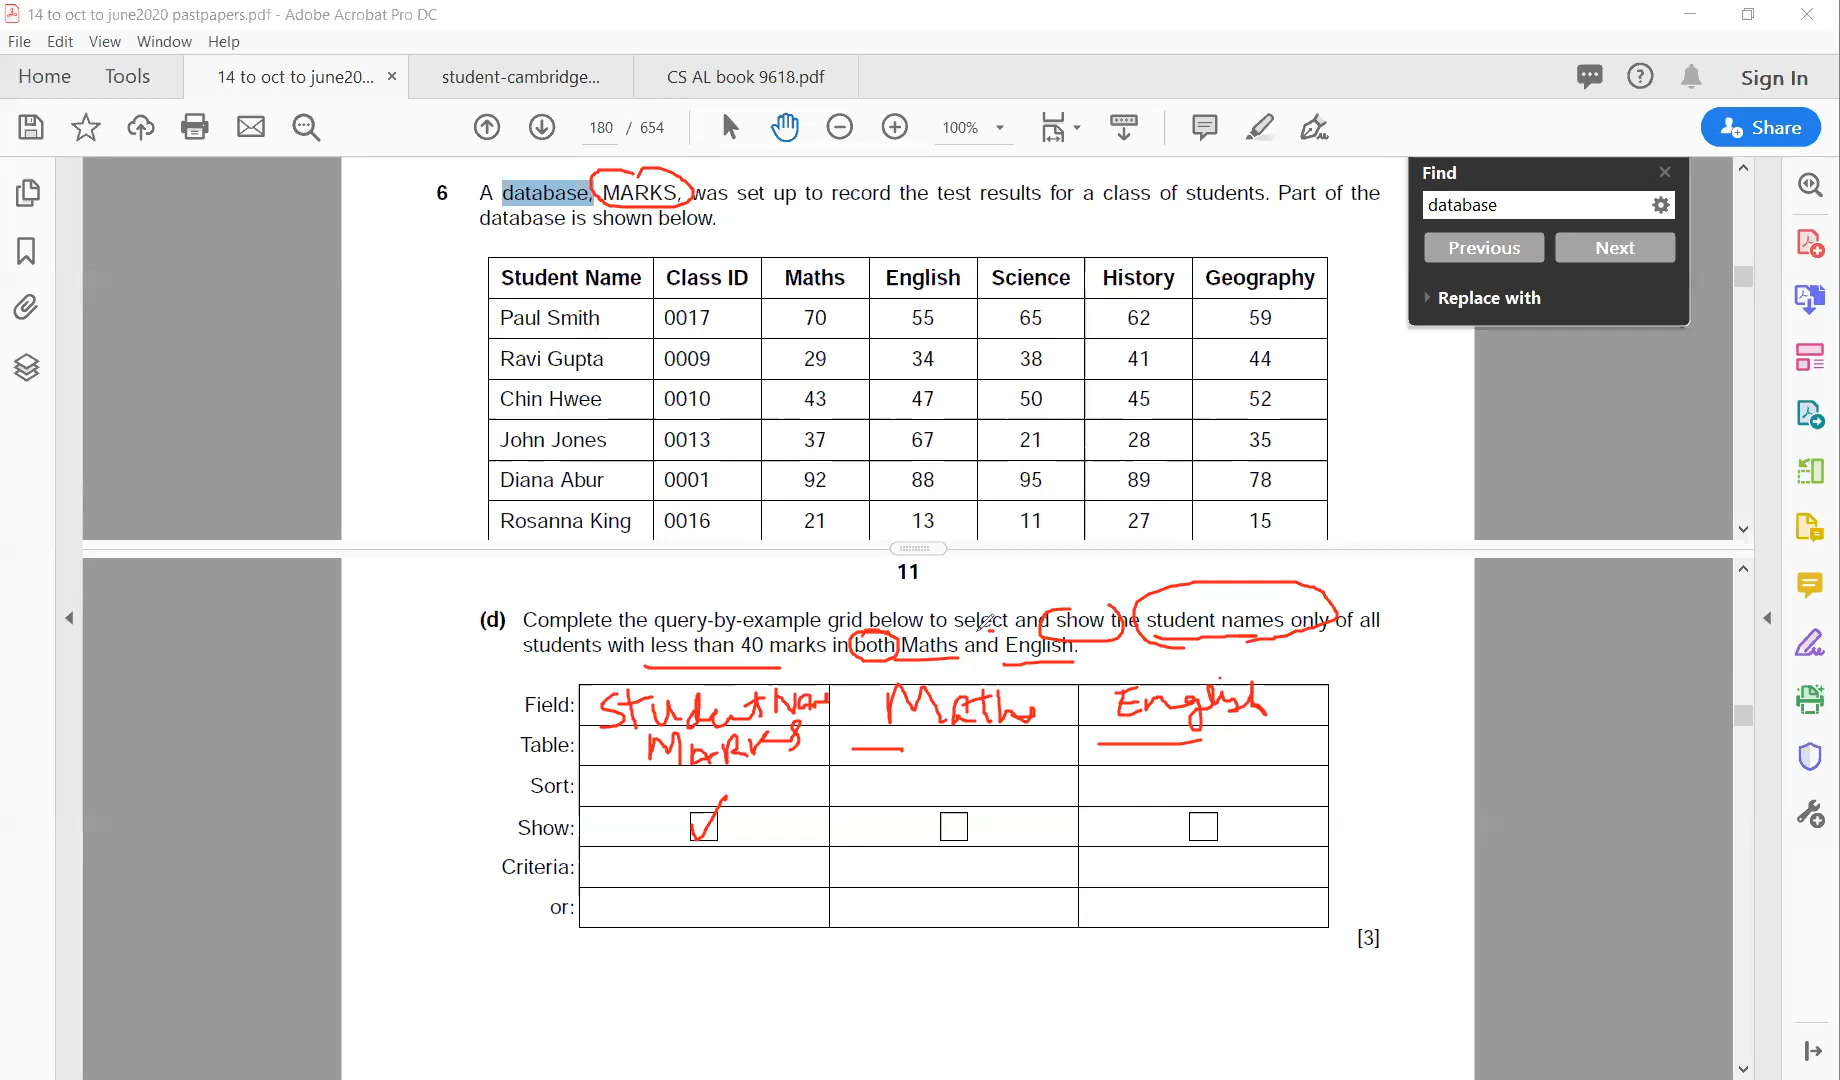 14 to oct to june2020 pastpapers.pdf - Adobe Acrobat Pro DC
File Edit View Window Help
Home Tools 14 to oct to june20... × student-cambridge... CS AL book 9618.pdf Sign In
180 / 654 100% Share
Find
database
Previous Next
Replace with
6 A database, MARKS, was set up to record the test results for a class of students. Part of the
database is shown below.
Student Name Class ID Maths English Science History Geography
Paul Smith 0017 70 55 65 62 59
Ravi Gupta 0009 29 34 38 41 44
Chin Hwee 0010 43 47 50 45 52
John Jones 0013 37 67 21 28 35
Diana Abur 0001 92 88 95 89 78
Rosanna King 0016 21 13 11 27 15
11
(d) Complete the query-by-example grid below to select and show the student names only of all
students with less than 40 marks in both Maths and English.
Field: Student Name Maths English
Table: MARKS
Sort:
Show:
Criteria:
or:
[3]